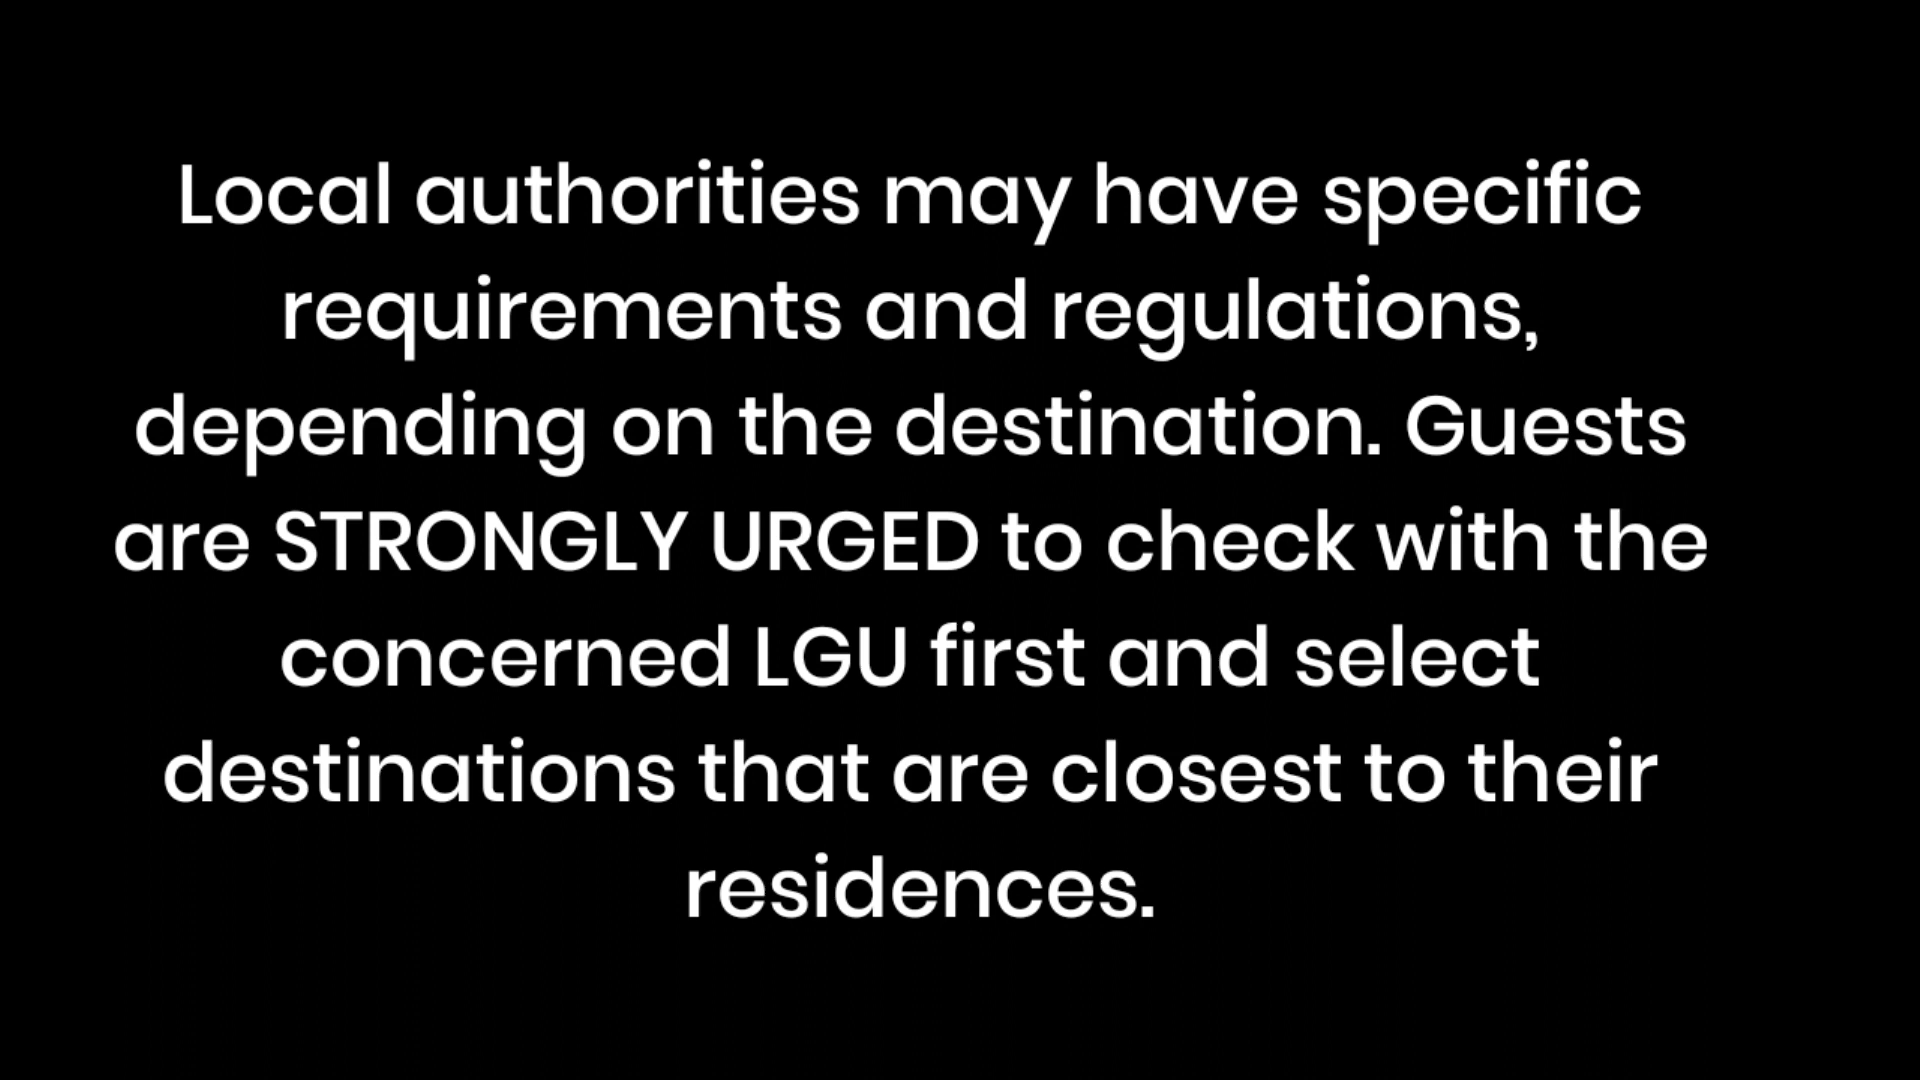 Local authorities may have specific
requirements and regulations,
depending on the destination. Guests
are STRONGLY URGED to check with the
concerned LGU first and select
destinations that are closest to their
residences.